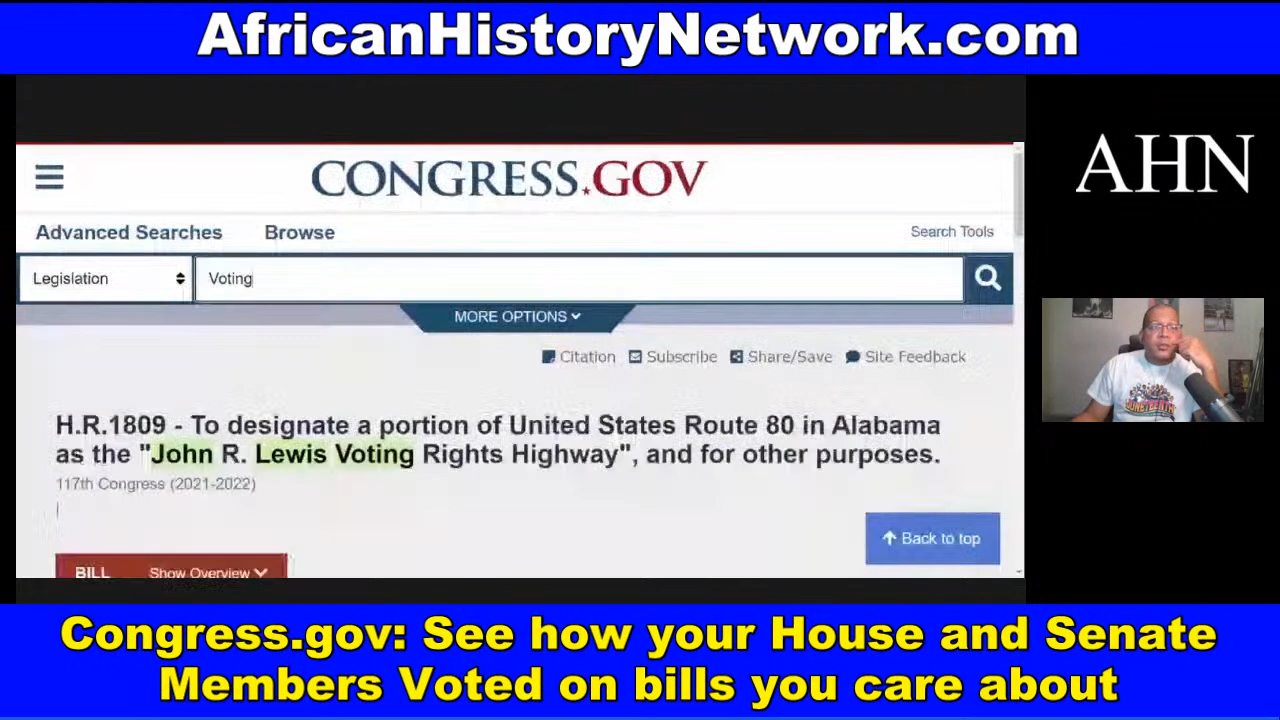 AfricanHistoryNetwork.com
AHN
CONGRESS.GOV
Advanced Searches Browse Search Tools
Legislation Voting
MORE OPTIONS
Citation Subscribe Share/Save Site Feedback
H.R.1809 - To designate a portion of United States Route 80 in Alabama
as the "John R. Lewis Voting Rights Highway", and for other purposes.
117th Congress (2021-2022)
Back to top
BILL Show Overview
JUNETEENTH
Congress.gov: See how your House and Senate
Members Voted on bills you care about